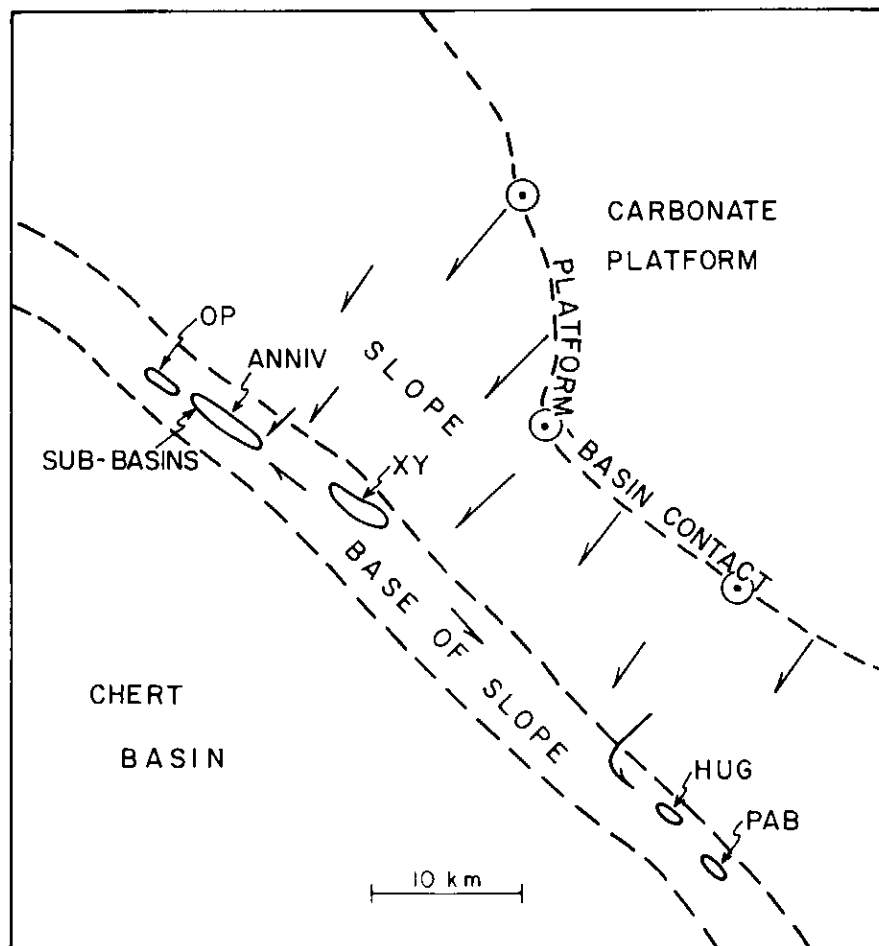 CARBONATE
PLATFORM
PLATFORM
BASIN CONTACT
SLOPE
OP
ANNIV
SUB-BASINS
XY
BASE OF SLOPE
CHERT
BASIN
HUG
PAB
10 km